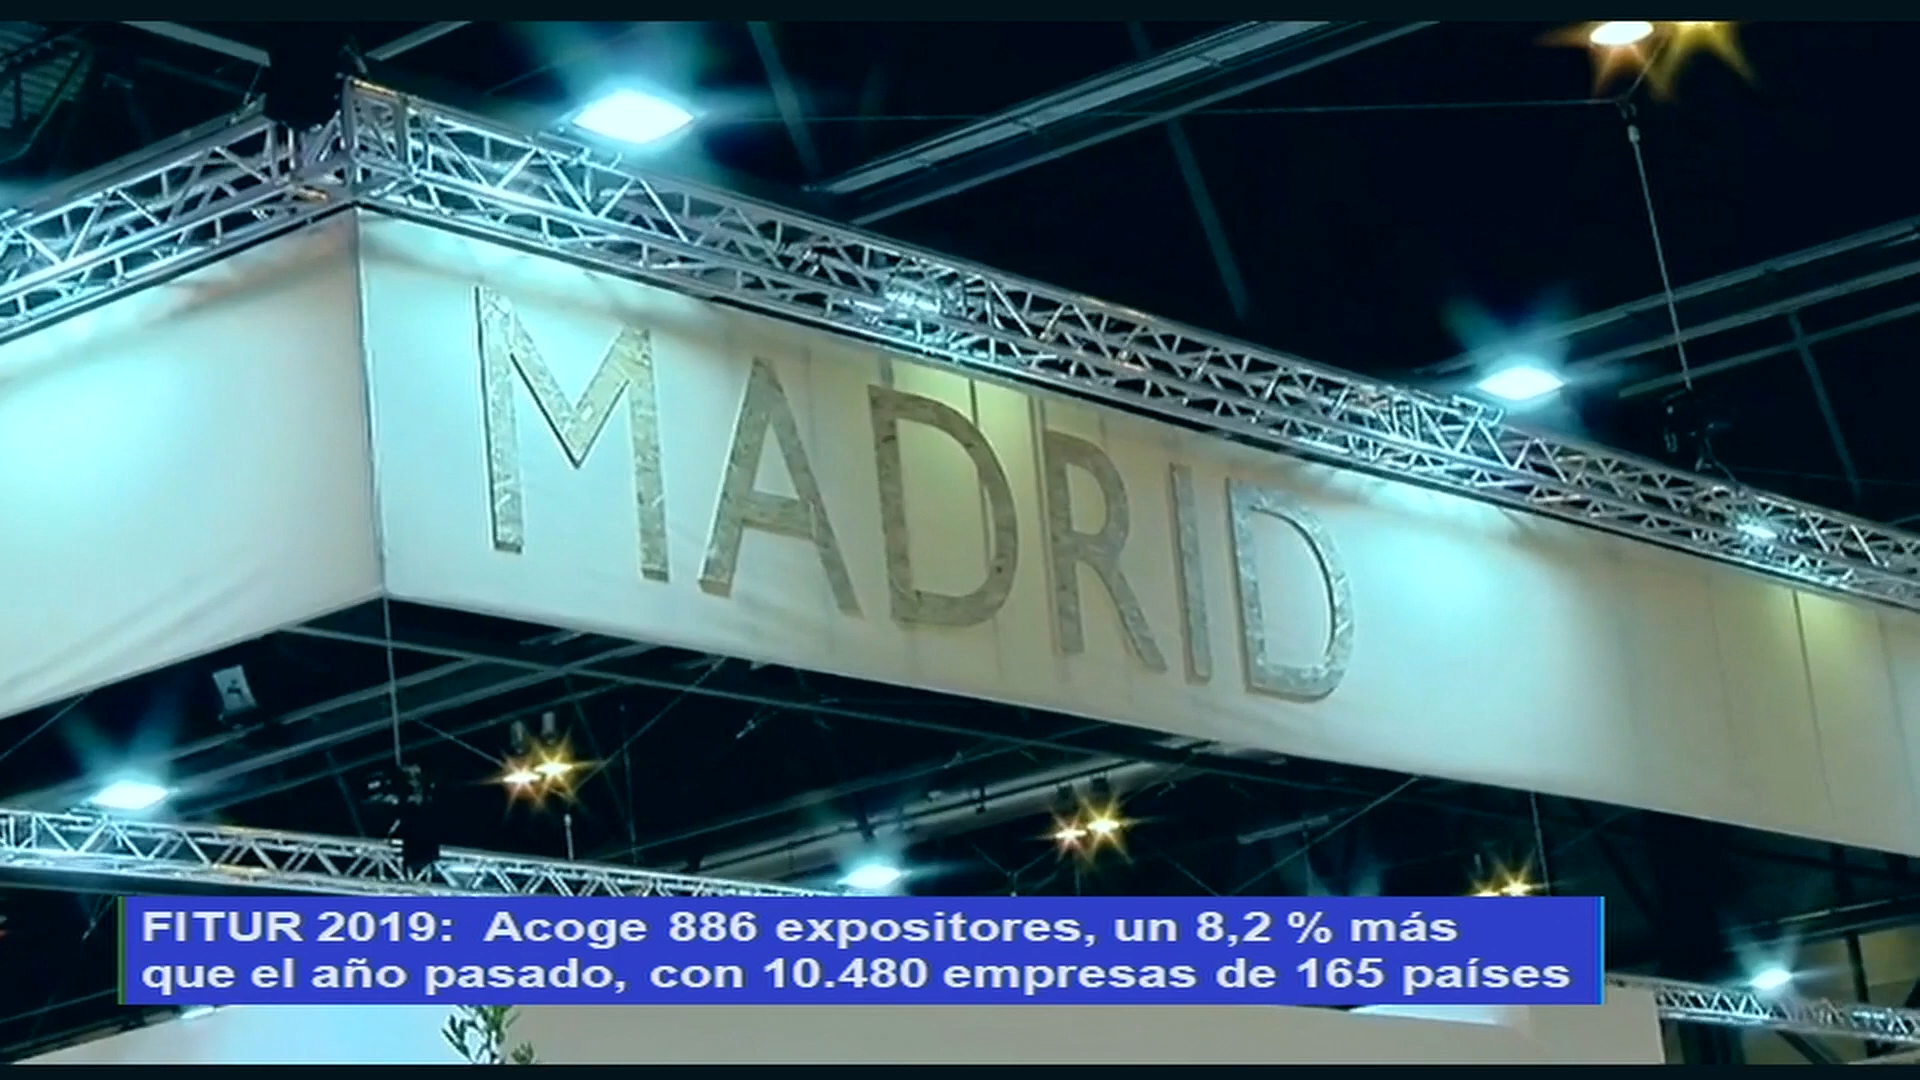 MADRID
FITUR 2019: Acoge 886 expositores, un 8,2 % más
que el año pasado, con 10.480 empresas de 165 países